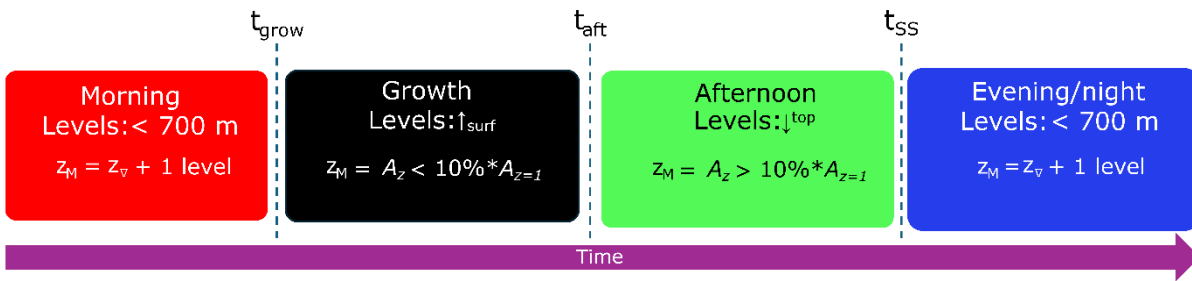 t_grow
t_aft
t_SS
Morning
Levels:< 700 m
z_M = z_∇ + 1 level
Growth
Levels:↑_surf
z_M = A_z < 10%*A_z=1
Afternoon
Levels:↓^top
z_M = A_z > 10%*A_z=1
Evening/night
Levels: < 700 m
z_M = z_∇ + 1 level
Time